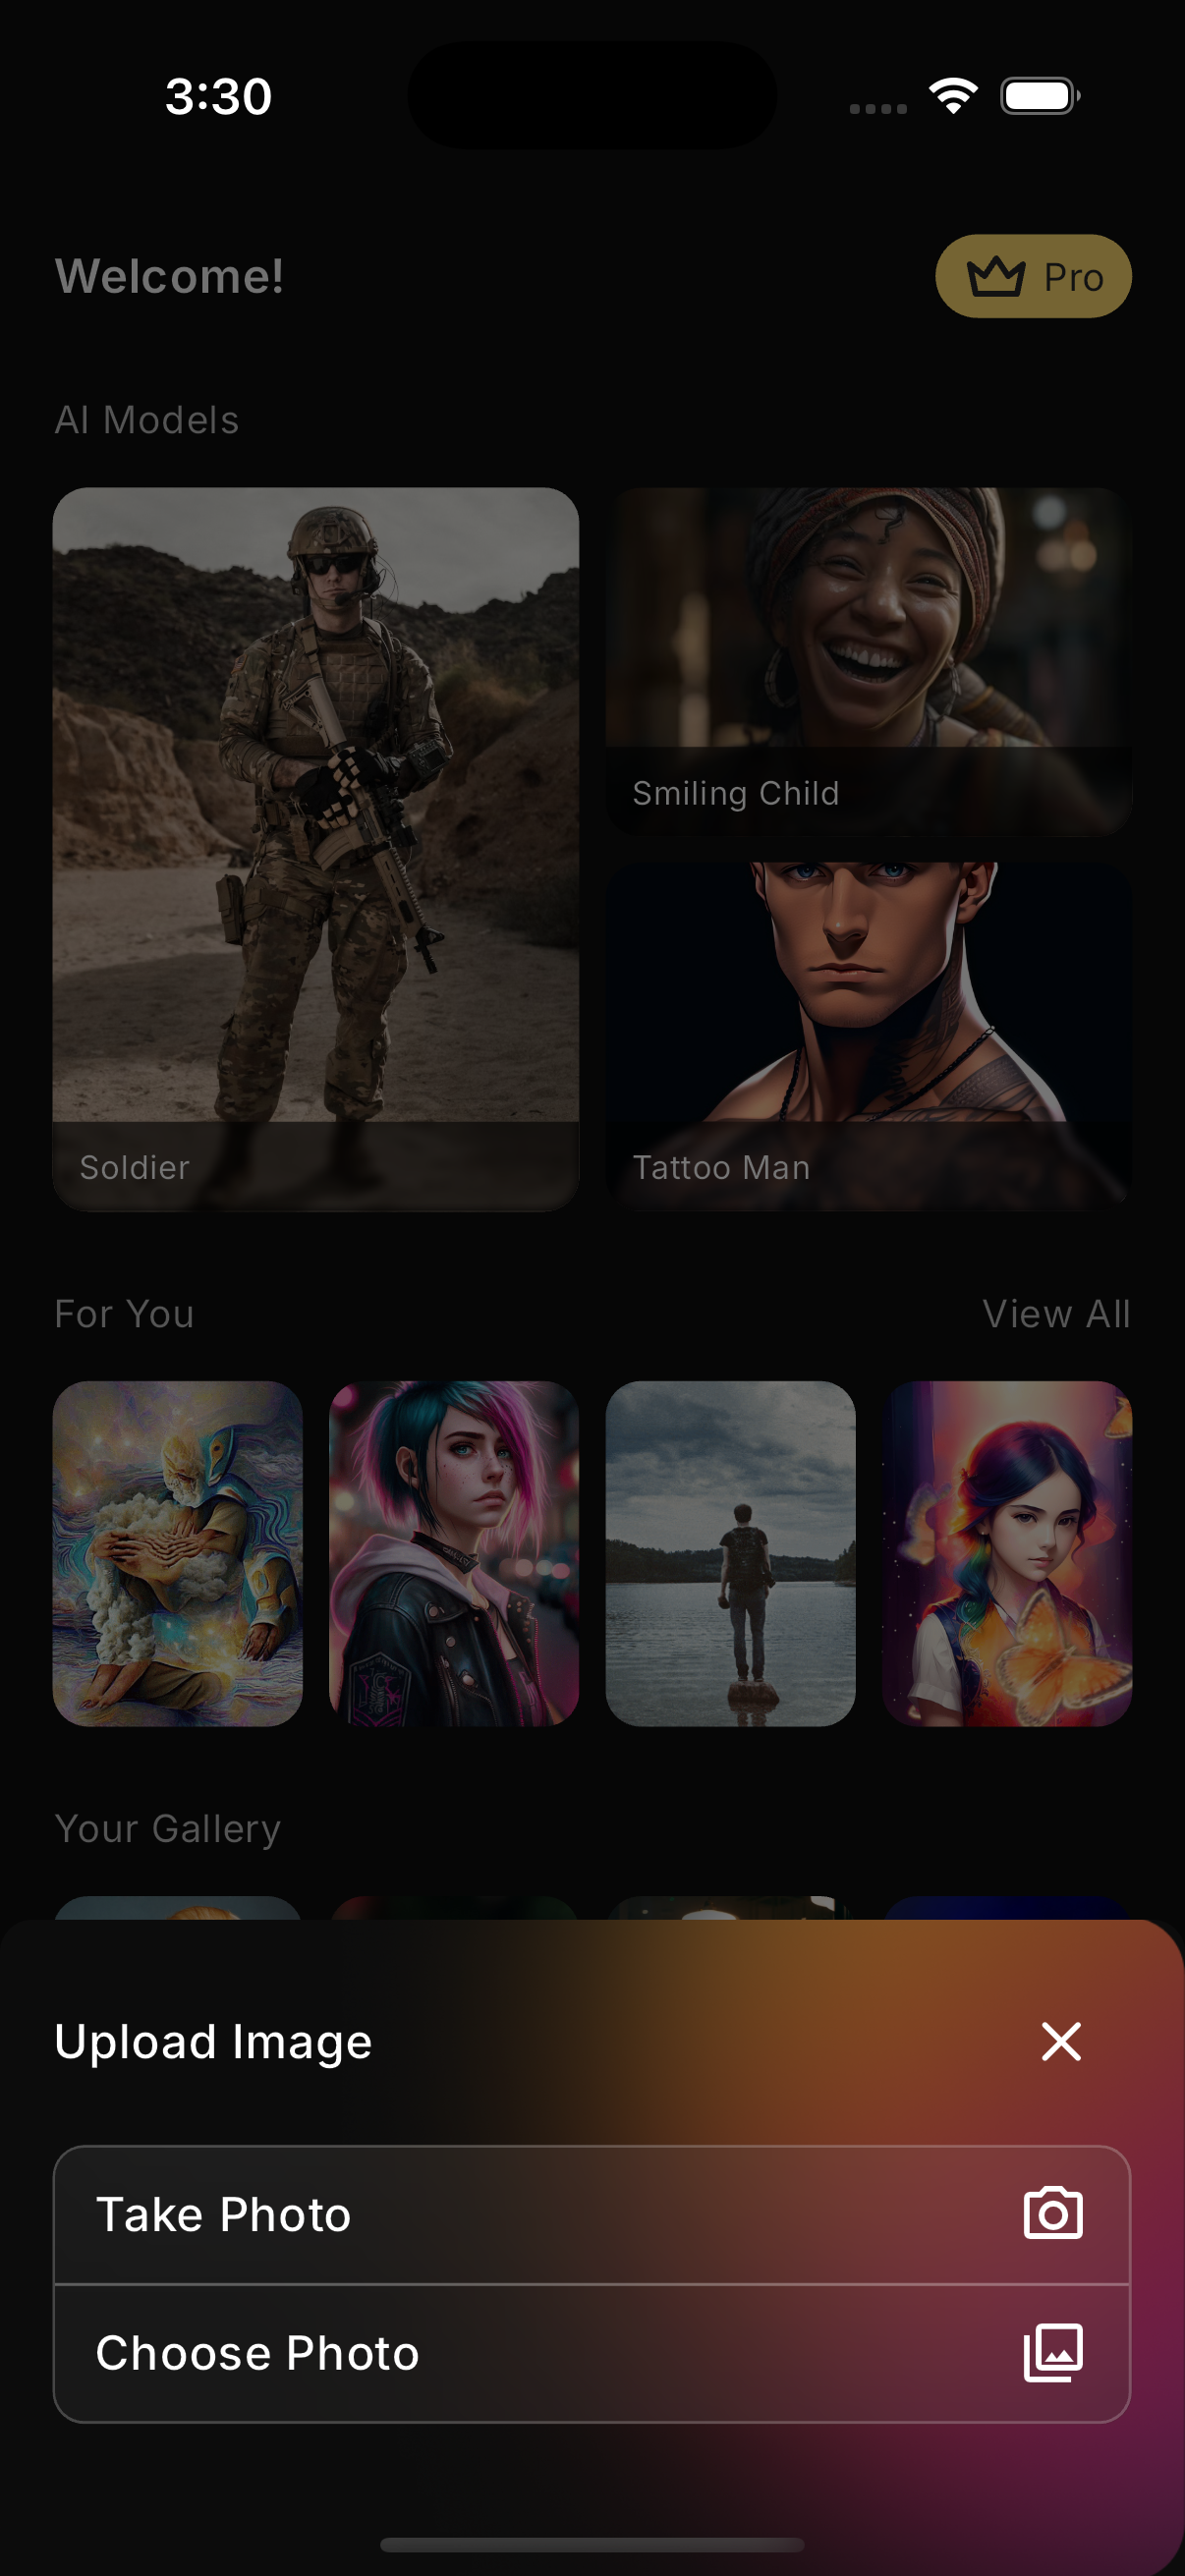 3:30
Welcome!
Pro
AI Models
Smiling Child
Soldier
Tattoo Man
For You
View All
Your Gallery
Upload Image
Take Photo
Choose Photo